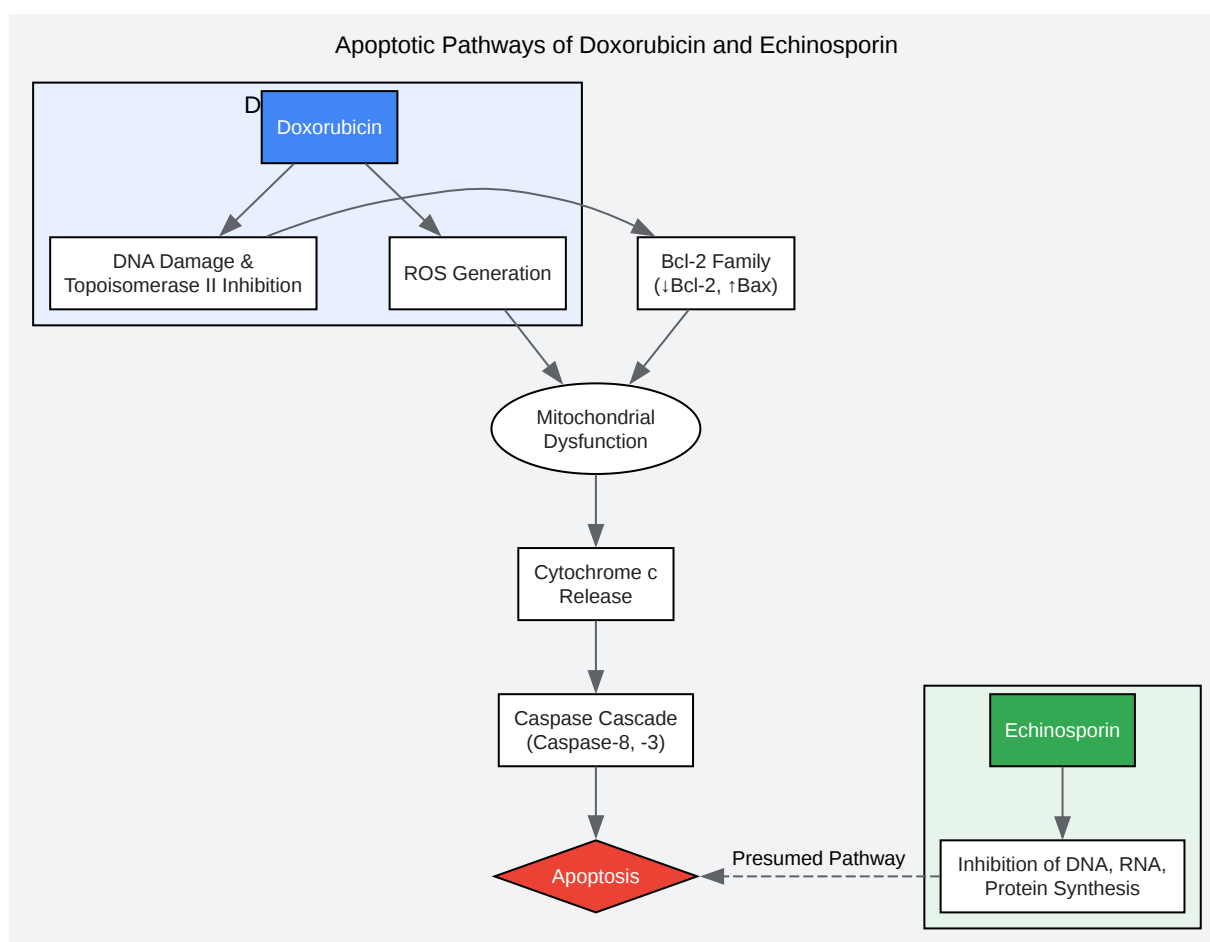 Apoptotic Pathways of Doxorubicin and Echinosporin
D
Doxorubicin
DNA Damage &
Topoisomerase II Inhibition
ROS Generation
Bcl-2 Family
(↓Bcl-2, ↑Bax)
Mitochondrial
Dysfunction
Cytochrome c
Release
Caspase Cascade
(Caspase-8, -3)
Echinosporin
Apoptosis
Presumed Pathway
Inhibition of DNA, RNA,
Protein Synthesis